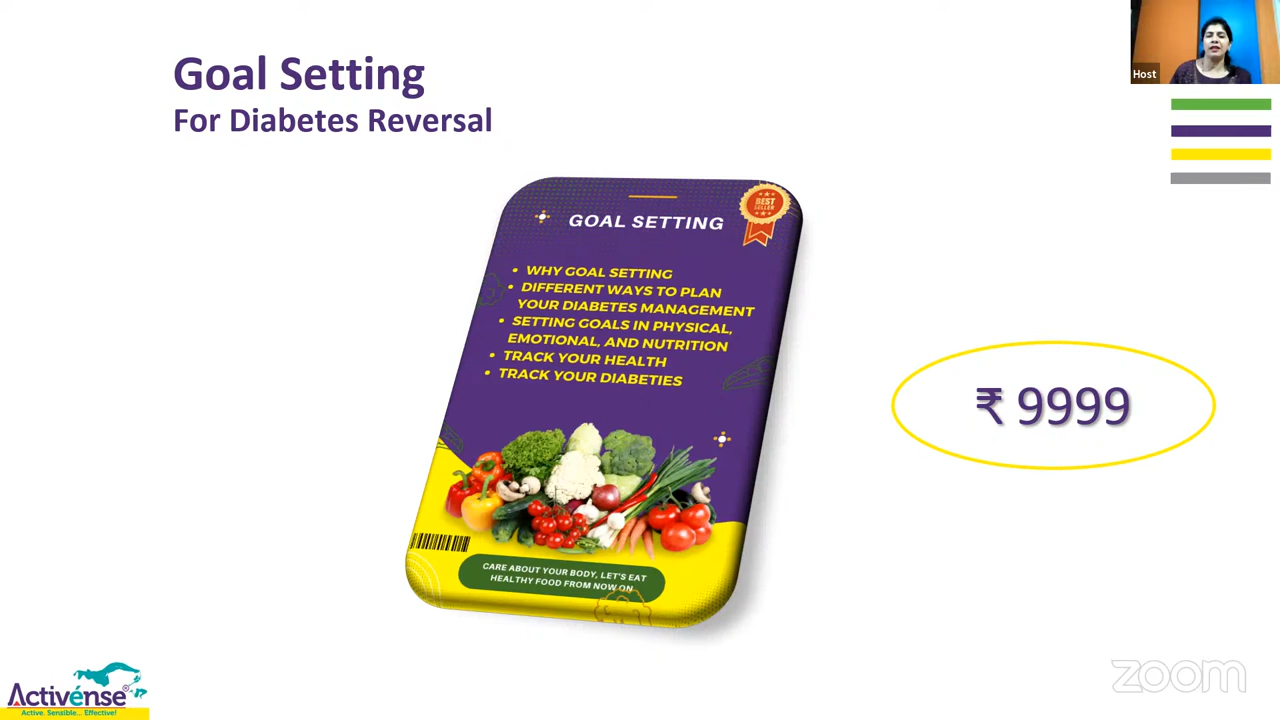 Goal Setting
For Diabetes Reversal
Host
BEST
SELLER
GOAL SETTING
• WHY GOAL SETTING
• DIFFERENT WAYS TO PLAN
YOUR DIABETES MANAGEMENT
• SETTING GOALS IN PHYSICAL,
EMOTIONAL, AND NUTRITION
• TRACK YOUR HEALTH
• TRACK YOUR DIABETIES
₹ 9999
CARE ABOUT YOUR BODY, LET'S EAT
HEALTHY FOOD FROM NOW ON
Activénse®
Active. Sensible... Effective!
zoom